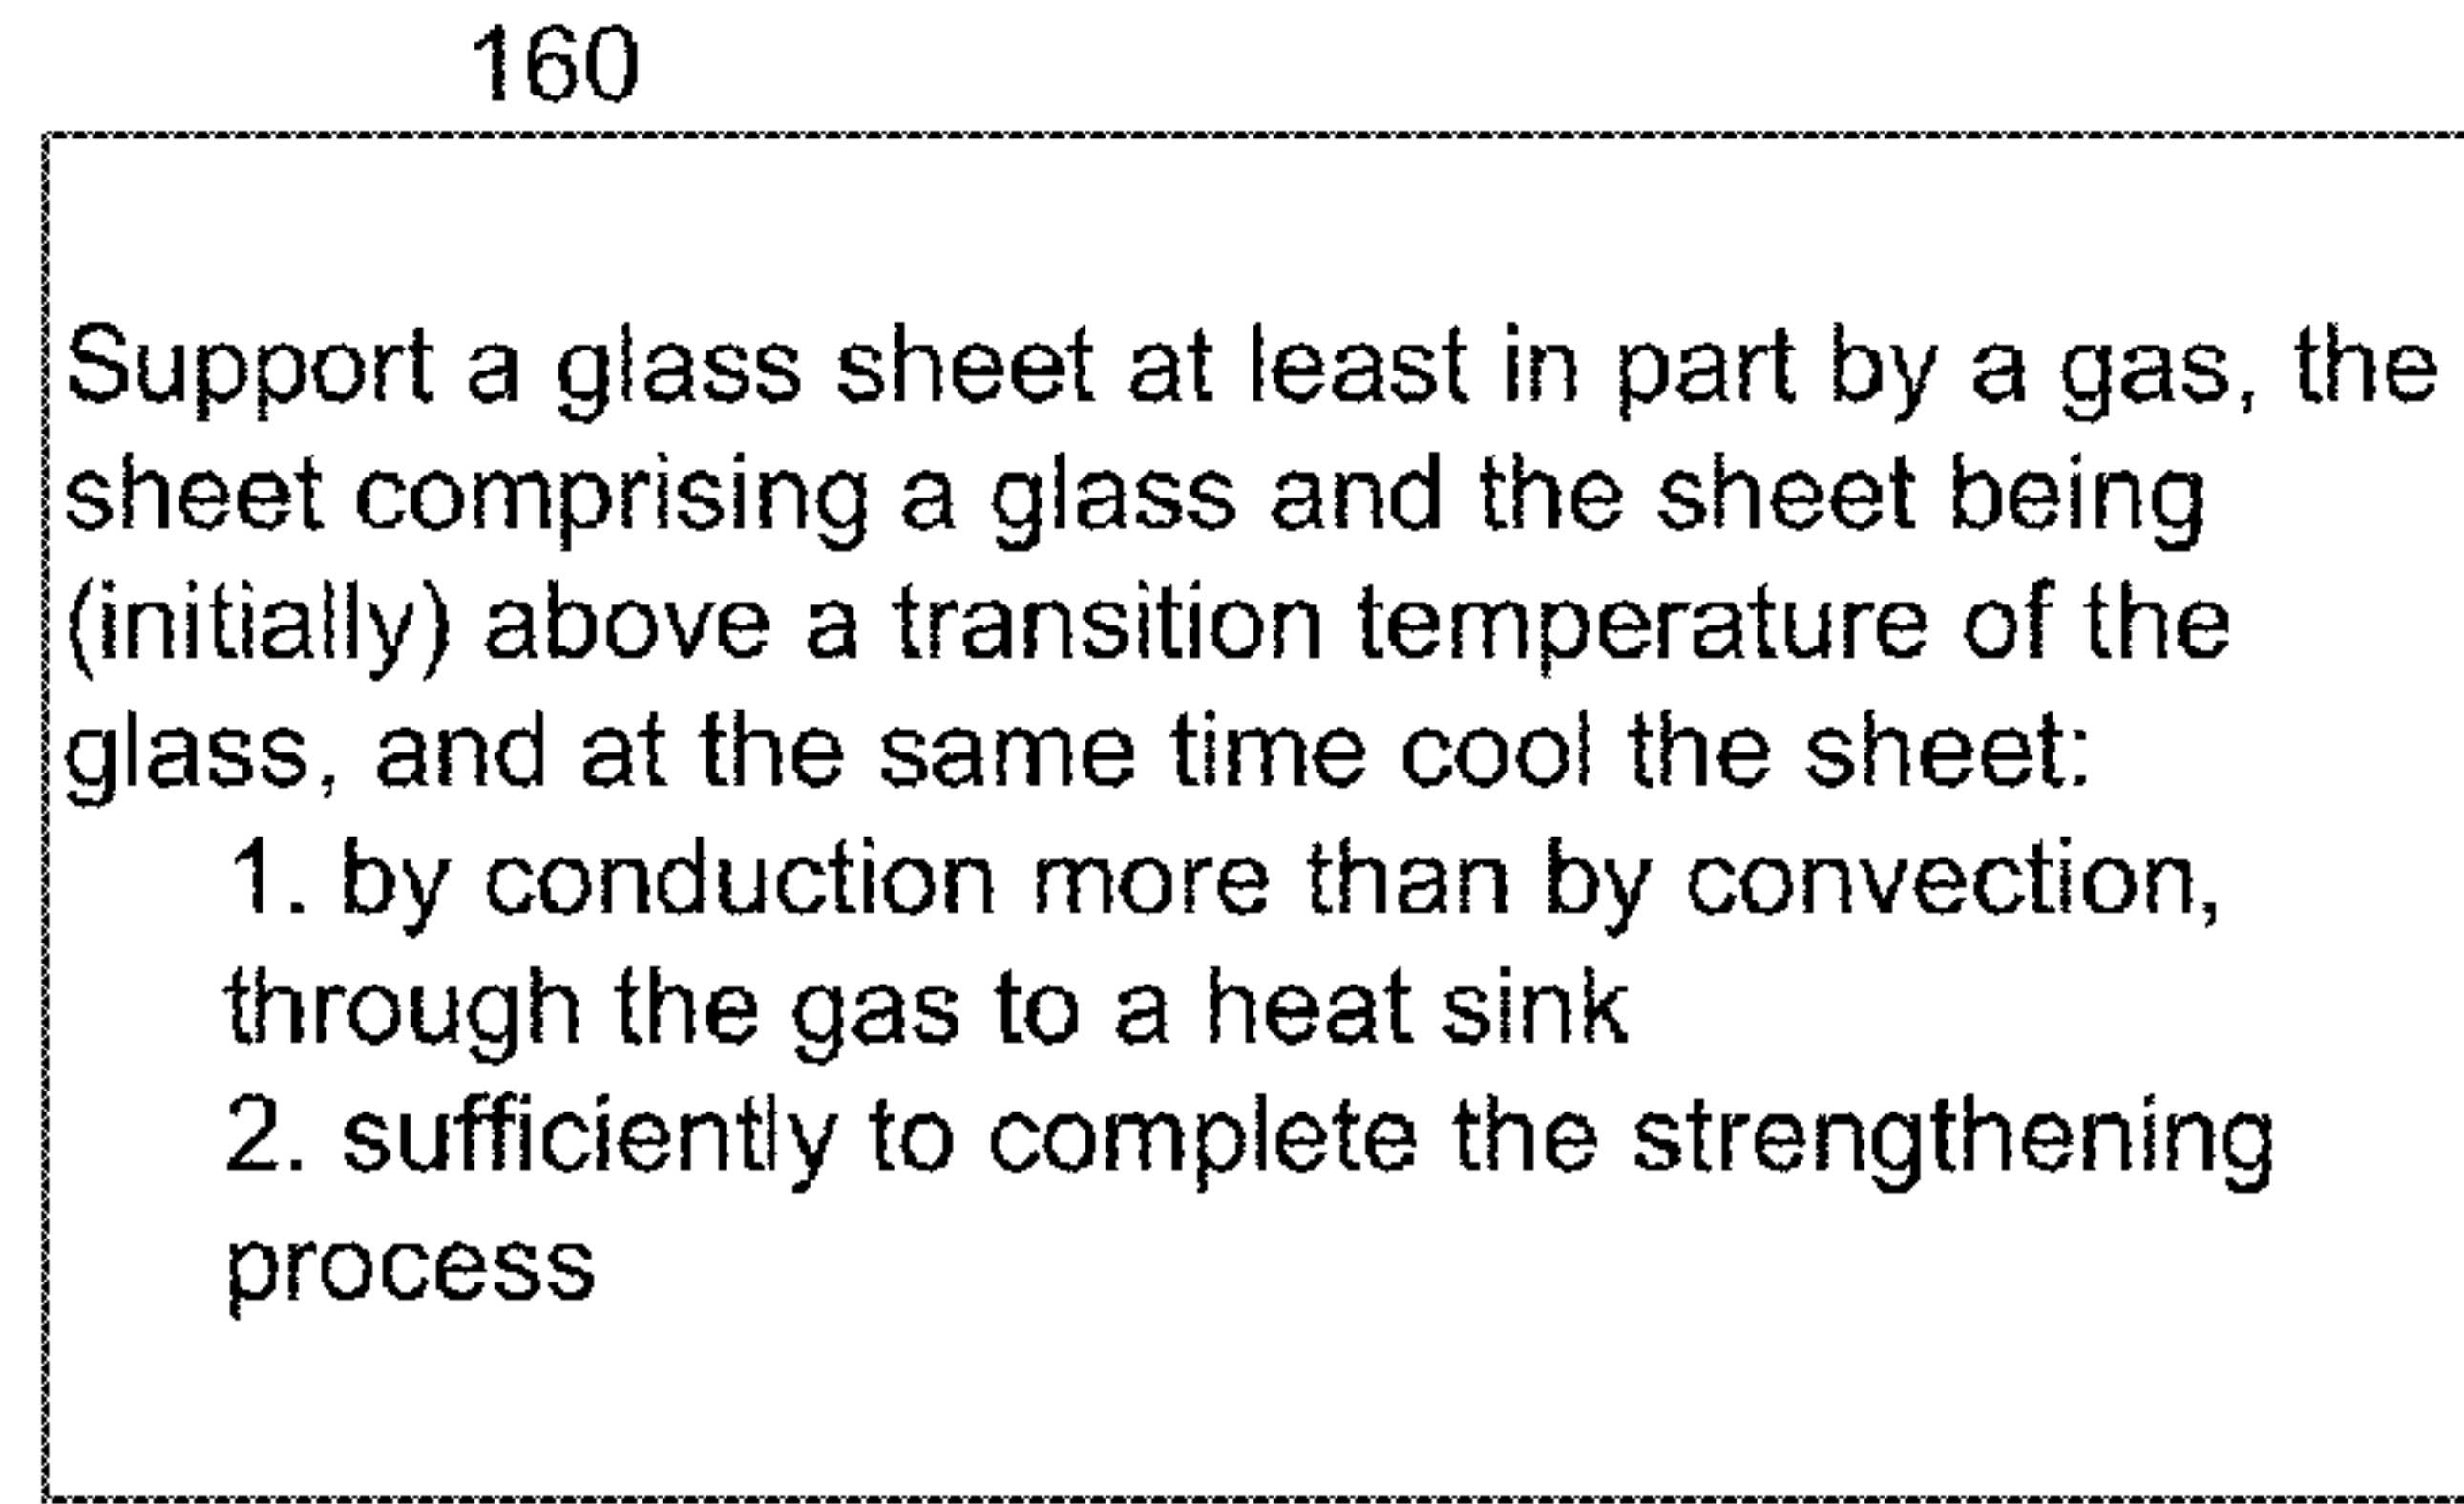 160
Support a glass sheet at least in part by a gas, the
sheet comprising a glass and the sheet being
(initially) above a transition temperature of the
glass, and at the same time cool the sheet:
1. by conduction more than by convection,
through the gas to a heat sink
2. sufficiently to complete the strengthening
process